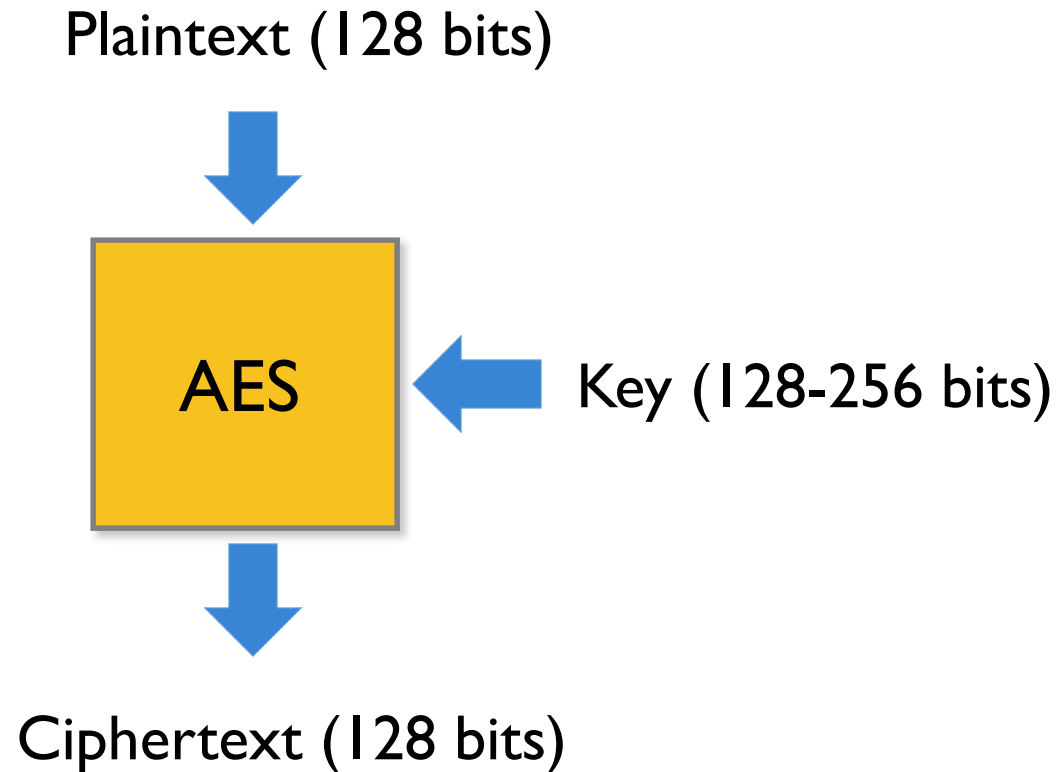 Plaintext (128 bits)
AES
Key (128-256 bits)
Ciphertext (128 bits)